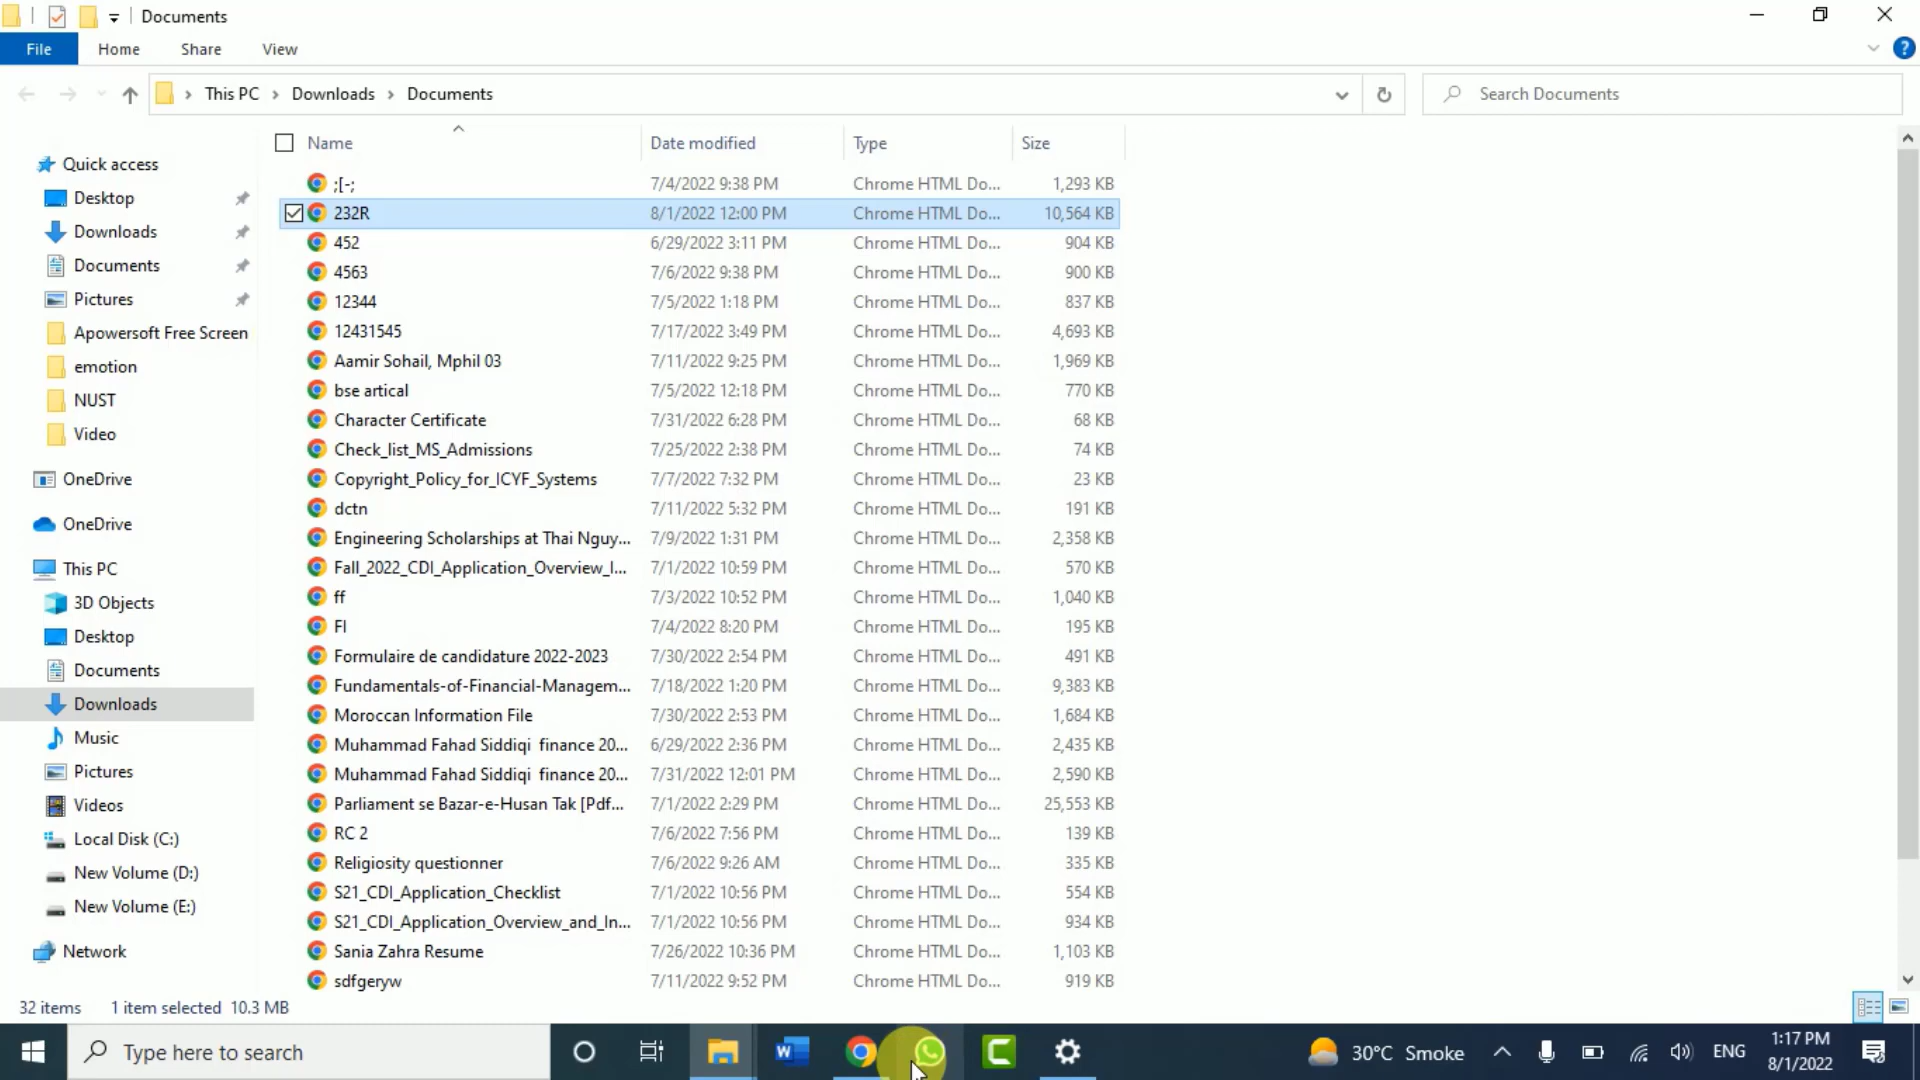 Documents
File Home Share View ?
This PC Downloads Documents Search Documents
Name Date modified Type Size
Quick access
Desktop
Downloads
Documents
Pictures
Apowersoft Free Screen
emotion
NUST
Video
OneDrive
OneDrive
This PC
3D Objects
Desktop
Documents
Downloads
Music
Pictures
Videos
Local Disk (C:)
New Volume (D:)
New Volume (E:)
Network
;[-; 7/4/2022 9:38 PM Chrome HTML Do... 1,293 KB
232R 8/1/2022 12:00 PM Chrome HTML Do... 10,564 KB
452 6/29/2022 3:11 PM Chrome HTML Do... 904 KB
4563 7/6/2022 9:38 PM Chrome HTML Do... 900 KB
12344 7/5/2022 1:18 PM Chrome HTML Do... 837 KB
12431545 7/17/2022 3:49 PM Chrome HTML Do... 4,693 KB
Aamir Sohail, Mphil 03 7/11/2022 9:25 PM Chrome HTML Do... 1,969 KB
bse artical 7/5/2022 12:18 PM Chrome HTML Do... 770 KB
Character Certificate 7/31/2022 6:28 PM Chrome HTML Do... 68 KB
Check_list_MS_Admissions 7/25/2022 2:38 PM Chrome HTML Do... 74 KB
Copyright_Policy_for_ICYF_Systems 7/7/2022 7:32 PM Chrome HTML Do... 23 KB
dctn 7/11/2022 5:32 PM Chrome HTML Do... 191 KB
Engineering Scholarships at Thai Nguy... 7/9/2022 1:31 PM Chrome HTML Do... 2,358 KB
Fall_2022_CDI_Application_Overview_I... 7/1/2022 10:59 PM Chrome HTML Do... 570 KB
ff 7/3/2022 10:52 PM Chrome HTML Do... 1,040 KB
FI 7/4/2022 8:20 PM Chrome HTML Do... 195 KB
Formulaire de candidature 2022-2023 7/30/2022 2:54 PM Chrome HTML Do... 491 KB
Fundamentals-of-Financial-Managem... 7/18/2022 1:20 PM Chrome HTML Do... 9,383 KB
Moroccan Information File 7/30/2022 2:53 PM Chrome HTML Do... 1,684 KB
Muhammad Fahad Siddiqi finance 20... 6/29/2022 2:36 PM Chrome HTML Do... 2,435 KB
Muhammad Fahad Siddiqi finance 20... 7/31/2022 12:01 PM Chrome HTML Do... 2,590 KB
Parliament se Bazar-e-Husan Tak [Pdf... 7/1/2022 2:29 PM Chrome HTML Do... 25,553 KB
RC 2 7/6/2022 7:56 PM Chrome HTML Do... 139 KB
Religiosity questionner 7/6/2022 9:26 AM Chrome HTML Do... 335 KB
S21_CDI_Application_Checklist 7/1/2022 10:56 PM Chrome HTML Do... 554 KB
S21_CDI_Application_Overview_and_In... 7/1/2022 10:56 PM Chrome HTML Do... 934 KB
Sania Zahra Resume 7/26/2022 10:36 PM Chrome HTML Do... 1,103 KB
sdfgeryw 7/11/2022 9:52 PM Chrome HTML Do... 919 KB
32 items 1 item selected 10.3 MB
Type here to search W C 30°C Smoke ENG 1:17 PM
8/1/2022